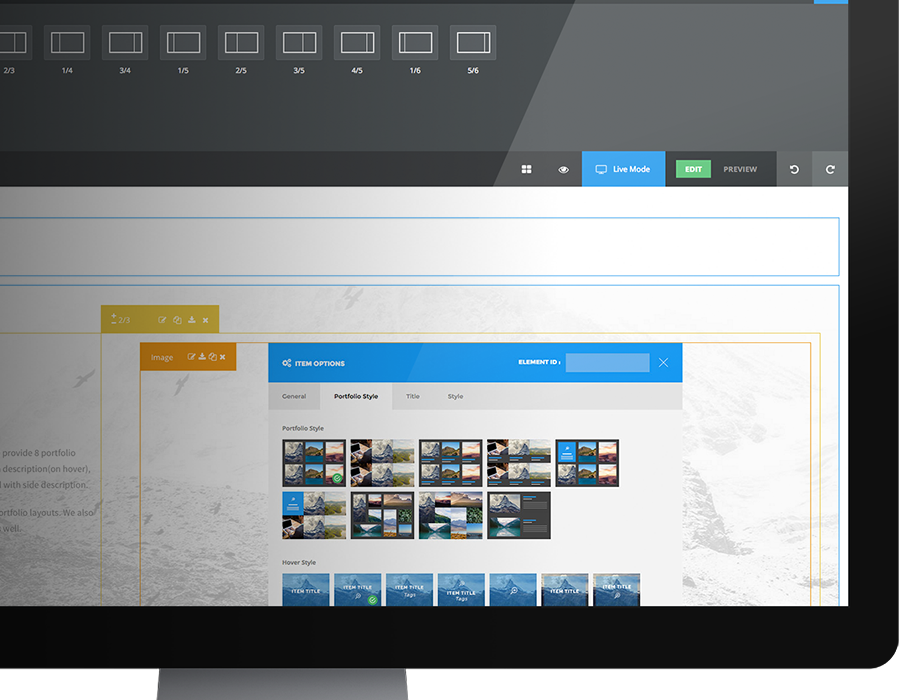 2/3 1/4 3/4 1/5 2/5 3/5 4/5 1/6 5/6
Live Mode EDIT PREVIEW
2/3
Image
ITEM OPTIONS ELEMENT ID :
General Portfolio Style Title Style
Portfolio Style
provide 8 portfolio
description(on hover),
with side description.
ortfolio layouts. We also
well.
Hover Style
ITEM TITLE
ITEM TITLE
ITEM TITLE
Tags
ITEM TITLE
Tags
ITEM TITLE
ITEM TITLE